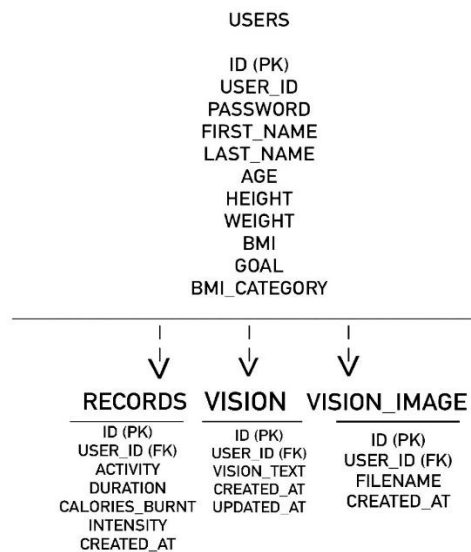 USERS
ID (PK)
USER_ID
PASSWORD
FIRST_NAME
LAST_NAME
AGE
HEIGHT
WEIGHT
BMI
GOAL
BMI_CATEGORY
RECORDS
ID (PK)
USER_ID (FK)
ACTIVITY
DURATION
CALORIES_BURNT
INTENSITY
CREATED_AT
VISION
ID (PK)
USER_ID (FK)
VISION_TEXT
CREATED_AT
UPDATED_AT
VISION_IMAGE
ID (PK)
USER_ID (FK)
FILENAME
CREATED_AT